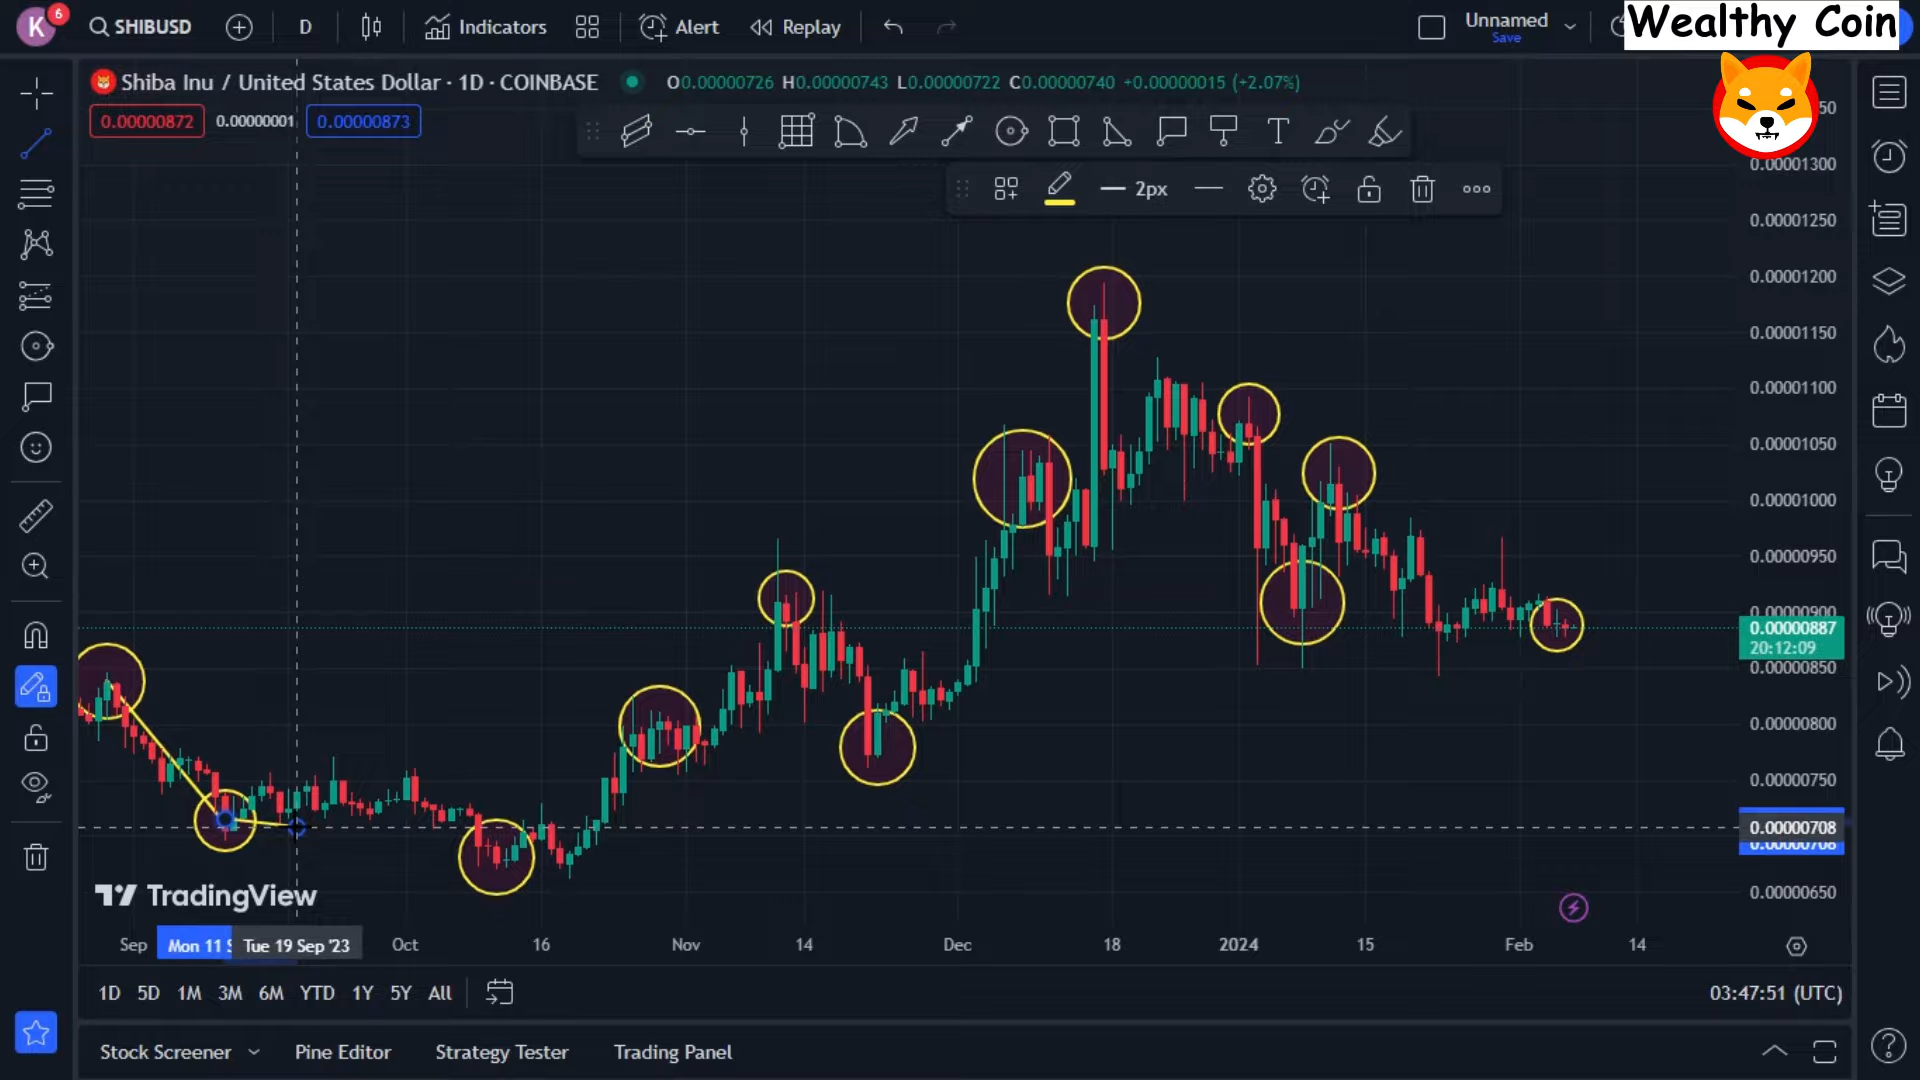 K 6 SHIBUSD D Indicators Alert Replay Unnamed
Save
Wealthy Coin
Shiba Inu / United States Dollar · 1D · COINBASE O0.00000726 H0.00000743 L0.00000722 C0.00000740 +0.00000015 (+2.07%)
0.00000872 0.00000001 0.00000873
T
2px
0.00001300
0.00001250
0.00001200
0.00001150
0.00001100
0.00001050
0.00001000
0.00000950
0.00000900
0.00000887
20:12:09
0.00000850
0.00000800
0.00000750
0.00000708
0.00000650
TradingView
Sep Mon 11 S Tue 19 Sep '23 Oct 16 Nov 14 Dec 18 2024 15 Feb 14
1D 5D 1M 3M 6M YTD 1Y 5Y All 03:47:51 (UTC)
Stock Screener Pine Editor Strategy Tester Trading Panel